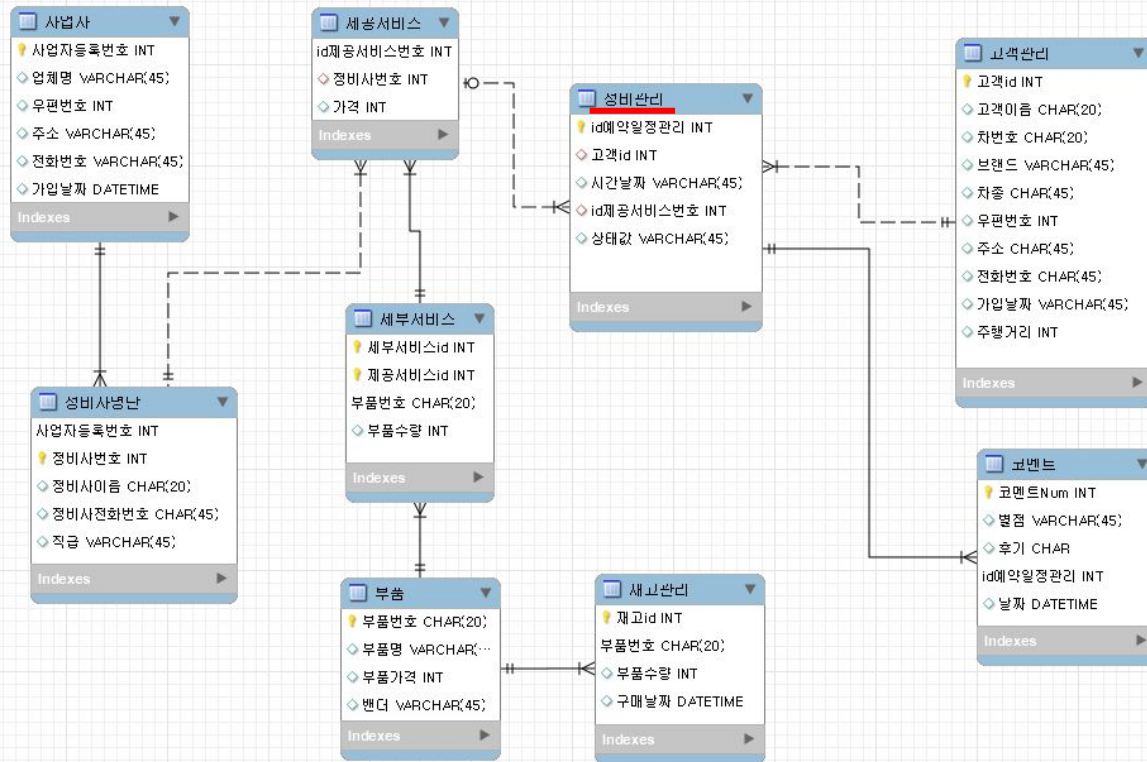 사업자
사업자등록번호 INT
업체명 VARCHAR(45)
우편번호 INT
주소 VARCHAR(45)
전화번호 VARCHAR(45)
가입날짜 DATETIME
Indexes
제공서비스
id제공서비스번호 INT
정비사번호 INT
가격 INT
Indexes
정비관리
id예약일정관리 INT
고객id INT
시간날짜 VARCHAR(45)
id제공서비스번호 INT
상태값 VARCHAR(45)
Indexes
고객관리
고객id INT
고객이름 CHAR(20)
차번호 CHAR(20)
브랜드 VARCHAR(45)
차종 CHAR(45)
우편번호 INT
주소 CHAR(45)
전화번호 CHAR(45)
가입날짜 VARCHAR(45)
주행거리 INT
Indexes
정비사명단
사업자등록번호 INT
정비사번호 INT
정비사이름 CHAR(20)
정비사전화번호 CHAR(45)
직급 VARCHAR(45)
Indexes
세부서비스
세부서비스id INT
제공서비스id INT
부품번호 CHAR(20)
부품수량 INT
Indexes
코멘트
코멘트Num INT
별점 VARCHAR(45)
후기 CHAR
id예약일정관리 INT
날짜 DATETIME
Indexes
부품
부품번호 CHAR(20)
부품명 VARCHAR(…
부품가격 INT
밴더 VARCHAR(45)
Indexes
재고관리
재고id INT
부품번호 CHAR(20)
부품수량 INT
구매날짜 DATETIME
Indexes